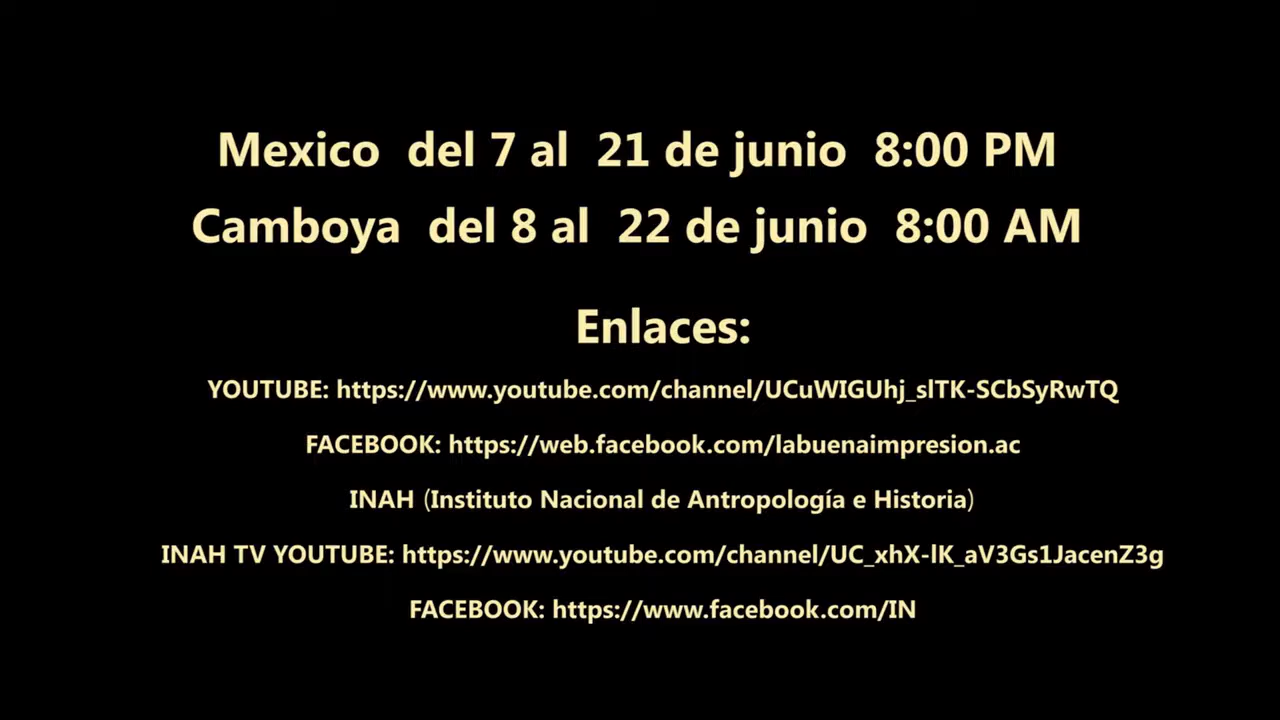 Mexico del 7 al 21 de junio 8:00 PM
Camboya del 8 al 22 de junio 8:00 AM
Enlaces:
YOUTUBE: https://www.youtube.com/channel/UCuWIGUhj_slTK-SCbSyRwTQ
FACEBOOK: https://web.facebook.com/labuenaimpresion.ac
INAH (Instituto Nacional de Antropología e Historia)
INAH TV YOUTUBE: https://www.youtube.com/channel/UC_xhX-lK_aV3Gs1JacenZ3g
FACEBOOK: https://www.facebook.com/IN